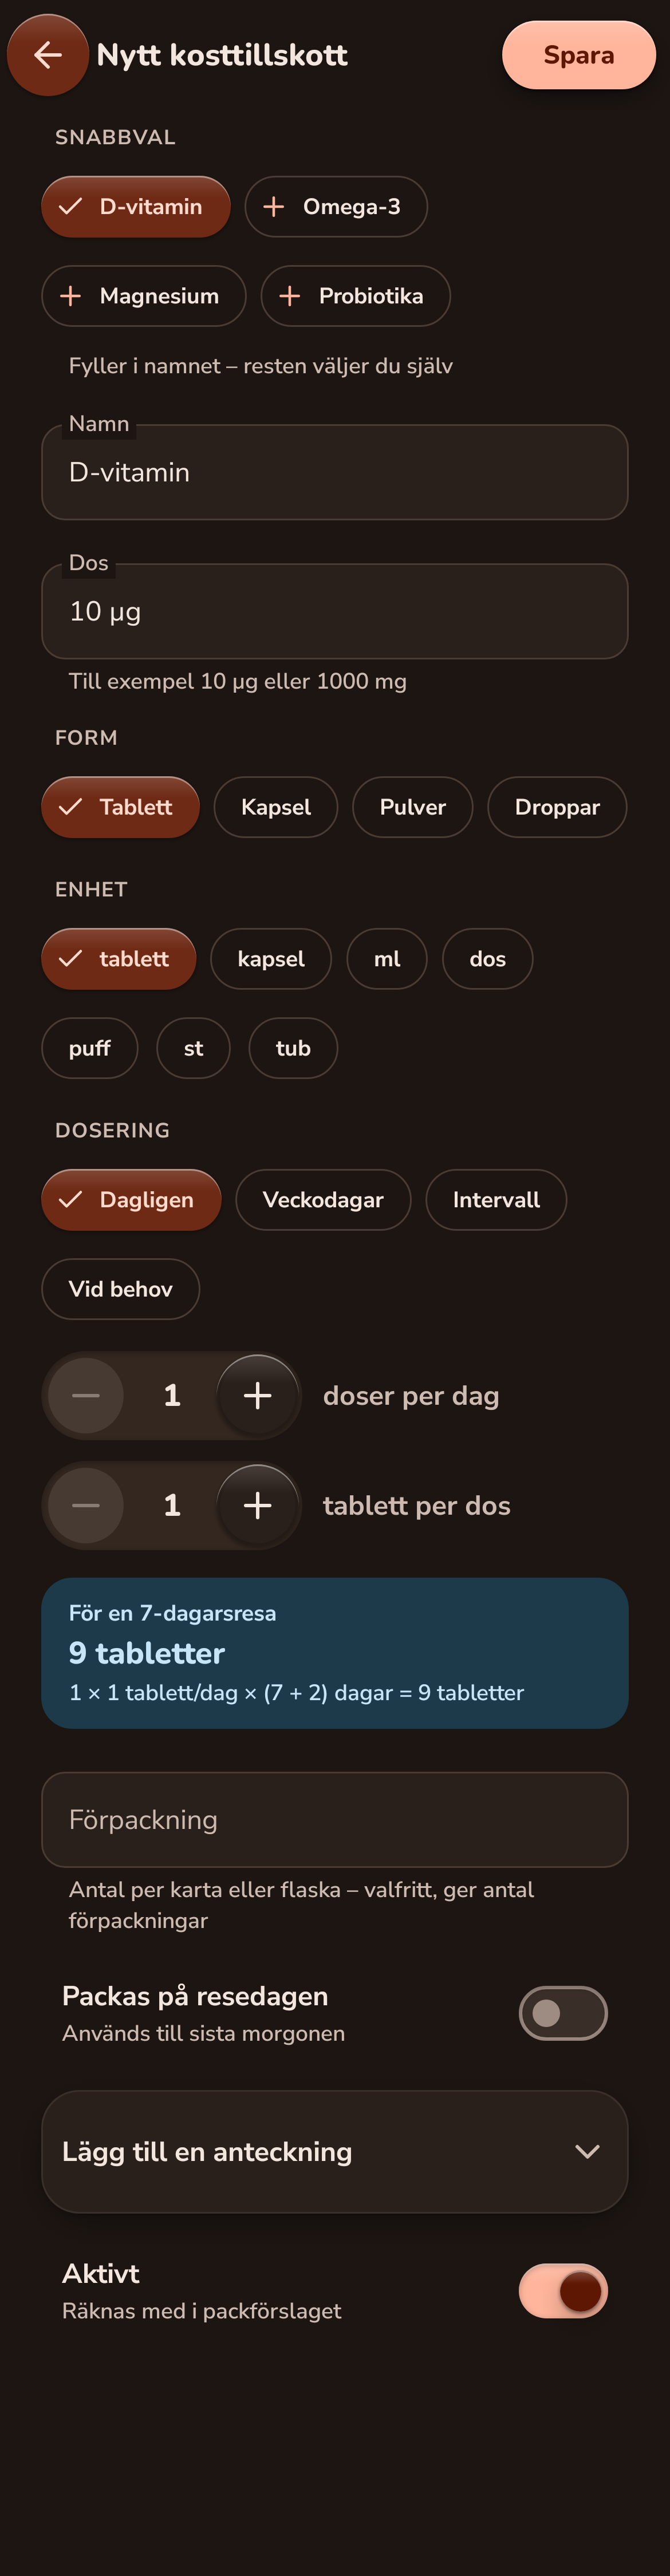 Nytt kosttillskott
Spara
SNABBVAL
D-vitamin
Omega-3
Magnesium
Probiotika
Fyller i namnet – resten väljer du själv
Namn
D-vitamin
Dos
10 µg
Till exempel 10 µg eller 1000 mg
FORM
Tablett
Kapsel
Pulver
Droppar
ENHET
tablett
kapsel
ml
dos
puff
st
tub
DOSERING
Dagligen
Veckodagar
Intervall
Vid behov
1
doser per dag
1
tablett per dos
För en 7-dagarsresa
9 tabletter
1 × 1 tablett/dag × (7 + 2) dagar = 9 tabletter
Förpackning
Antal per karta eller flaska – valfritt, ger antal
förpackningar
Packas på resedagen
Används till sista morgonen
Lägg till en anteckning
Aktivt
Räknas med i packförslaget